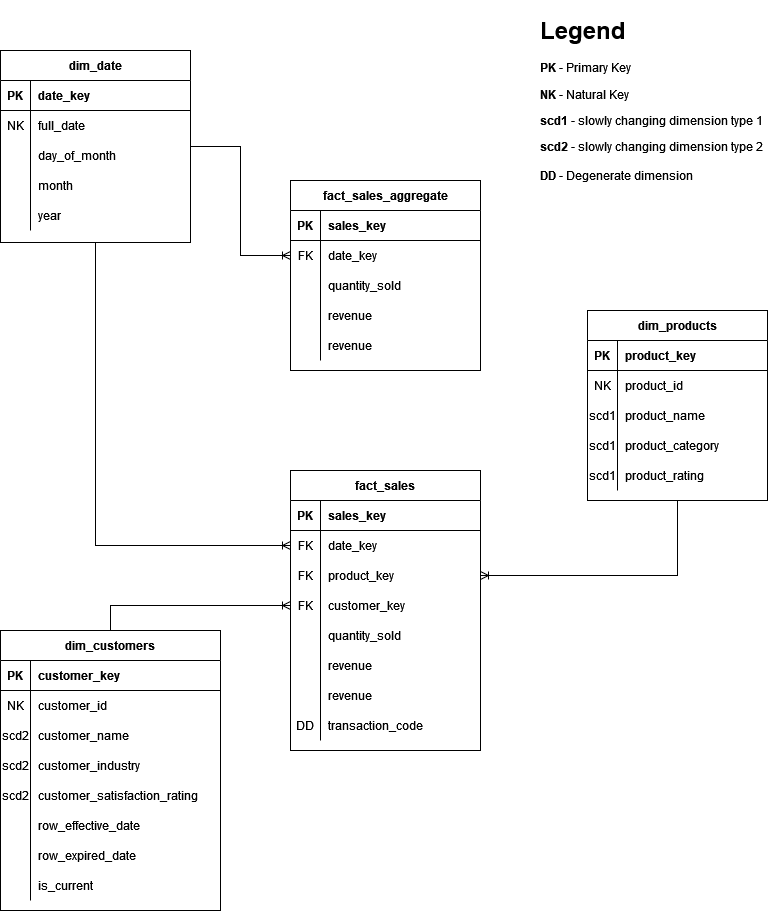 Legend
PK - Primary Key
NK - Natural Key
scd1 - slowly changing dimension type 1
scd2 - slowly changing dimension type 2
DD - Degenerate dimension
dim_date
PK date_key
NK full_date
day_of_month
month
year
fact_sales_aggregate
PK sales_key
FK date_key
quantity_sold
revenue
revenue
dim_products
PK product_key
NK product_id
scd1 product_name
scd1 product_category
scd1 product_rating
fact_sales
PK sales_key
FK date_key
FK product_key
FK customer_key
quantity_sold
revenue
revenue
DD transaction_code
dim_customers
PK customer_key
NK customer_id
scd2 customer_name
scd2 customer_industry
scd2 customer_satisfaction_rating
row_effective_date
row_expired_date
is_current